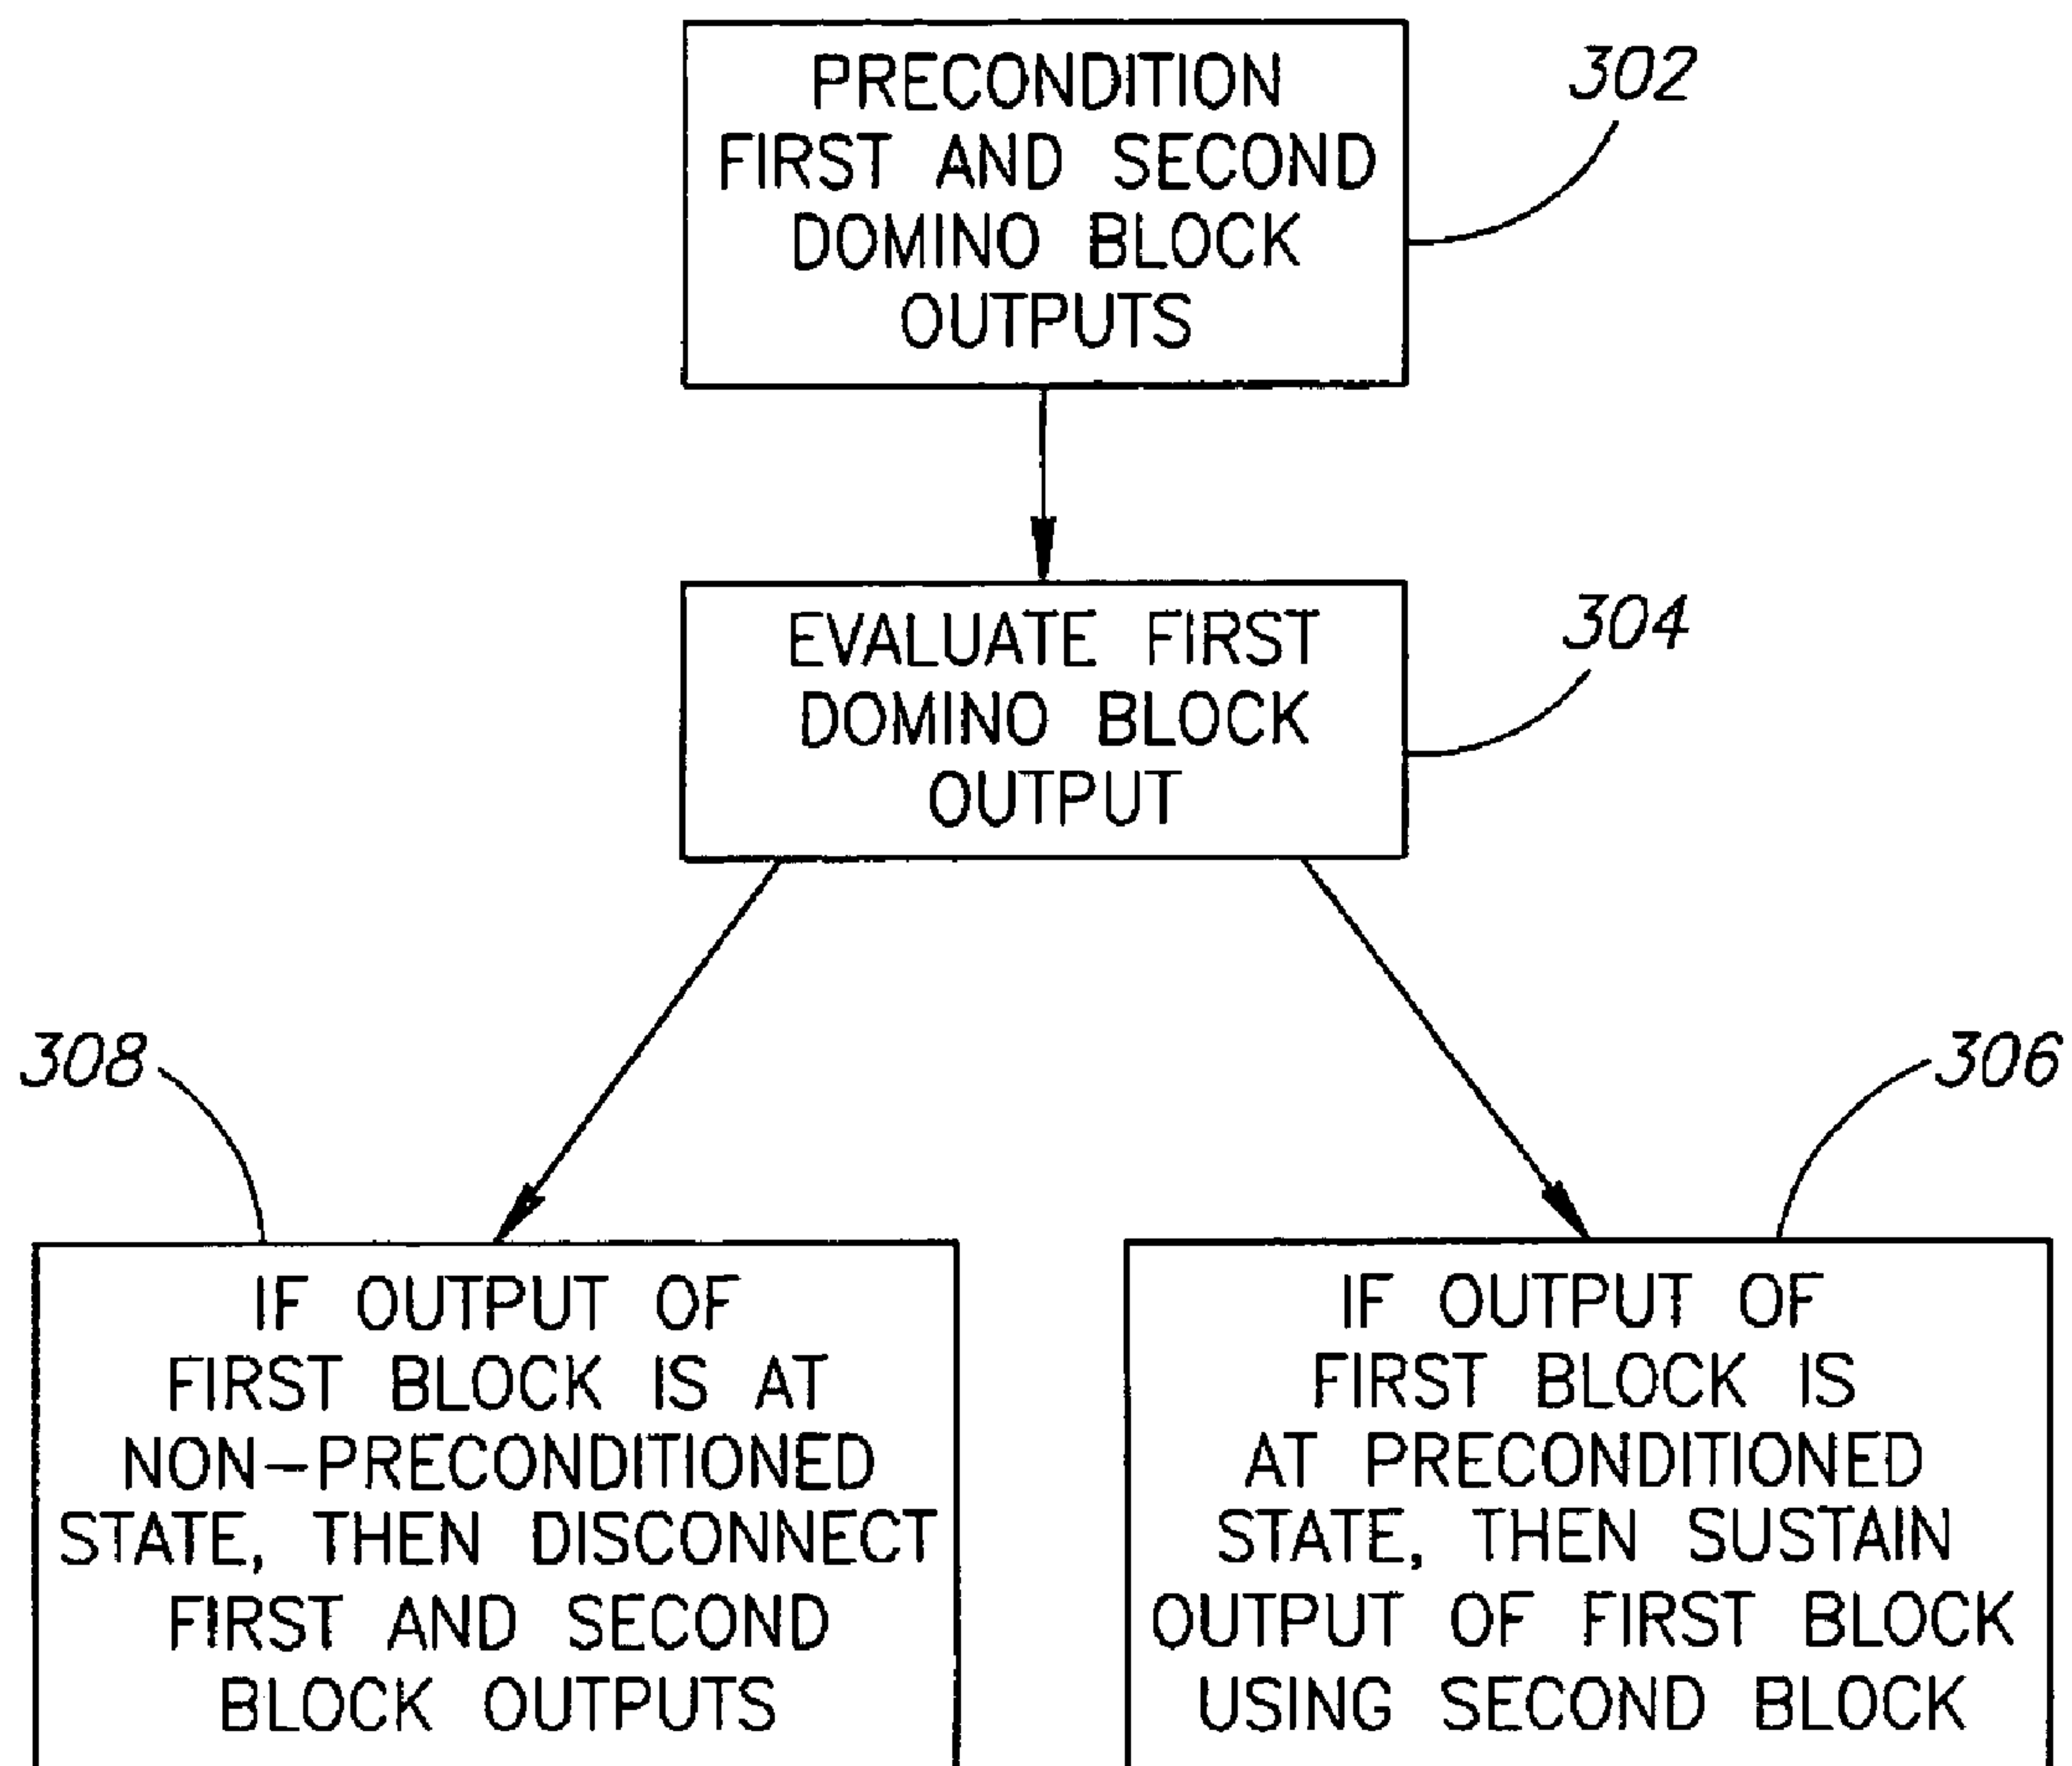 PRECONDITION
FIRST AND SECOND
DOMINO BLOCK
OUTPUTS
302
EVALUATE FIRST
DOMINO BLOCK
OUTPUT
304
308
IF OUTPUT OF
FIRST BLOCK IS AT
NON-PRECONDITIONED
STATE, THEN DISCONNECT
FIRST AND SECOND
BLOCK OUTPUTS
306
IF OUTPUT OF
FIRST BLOCK IS
AT PRECONDITIONED
STATE, THEN SUSTAIN
OUTPUT OF FIRST BLOCK
USING SECOND BLOCK